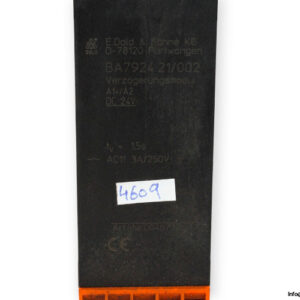 E. Dold & Söhne KG
D-78120 Furtwangen
BA7924.21/002
Verzögerungsmodul
A1+/A2
DC 24V
tv = 15s
AC11 3A/250V
4609
CE